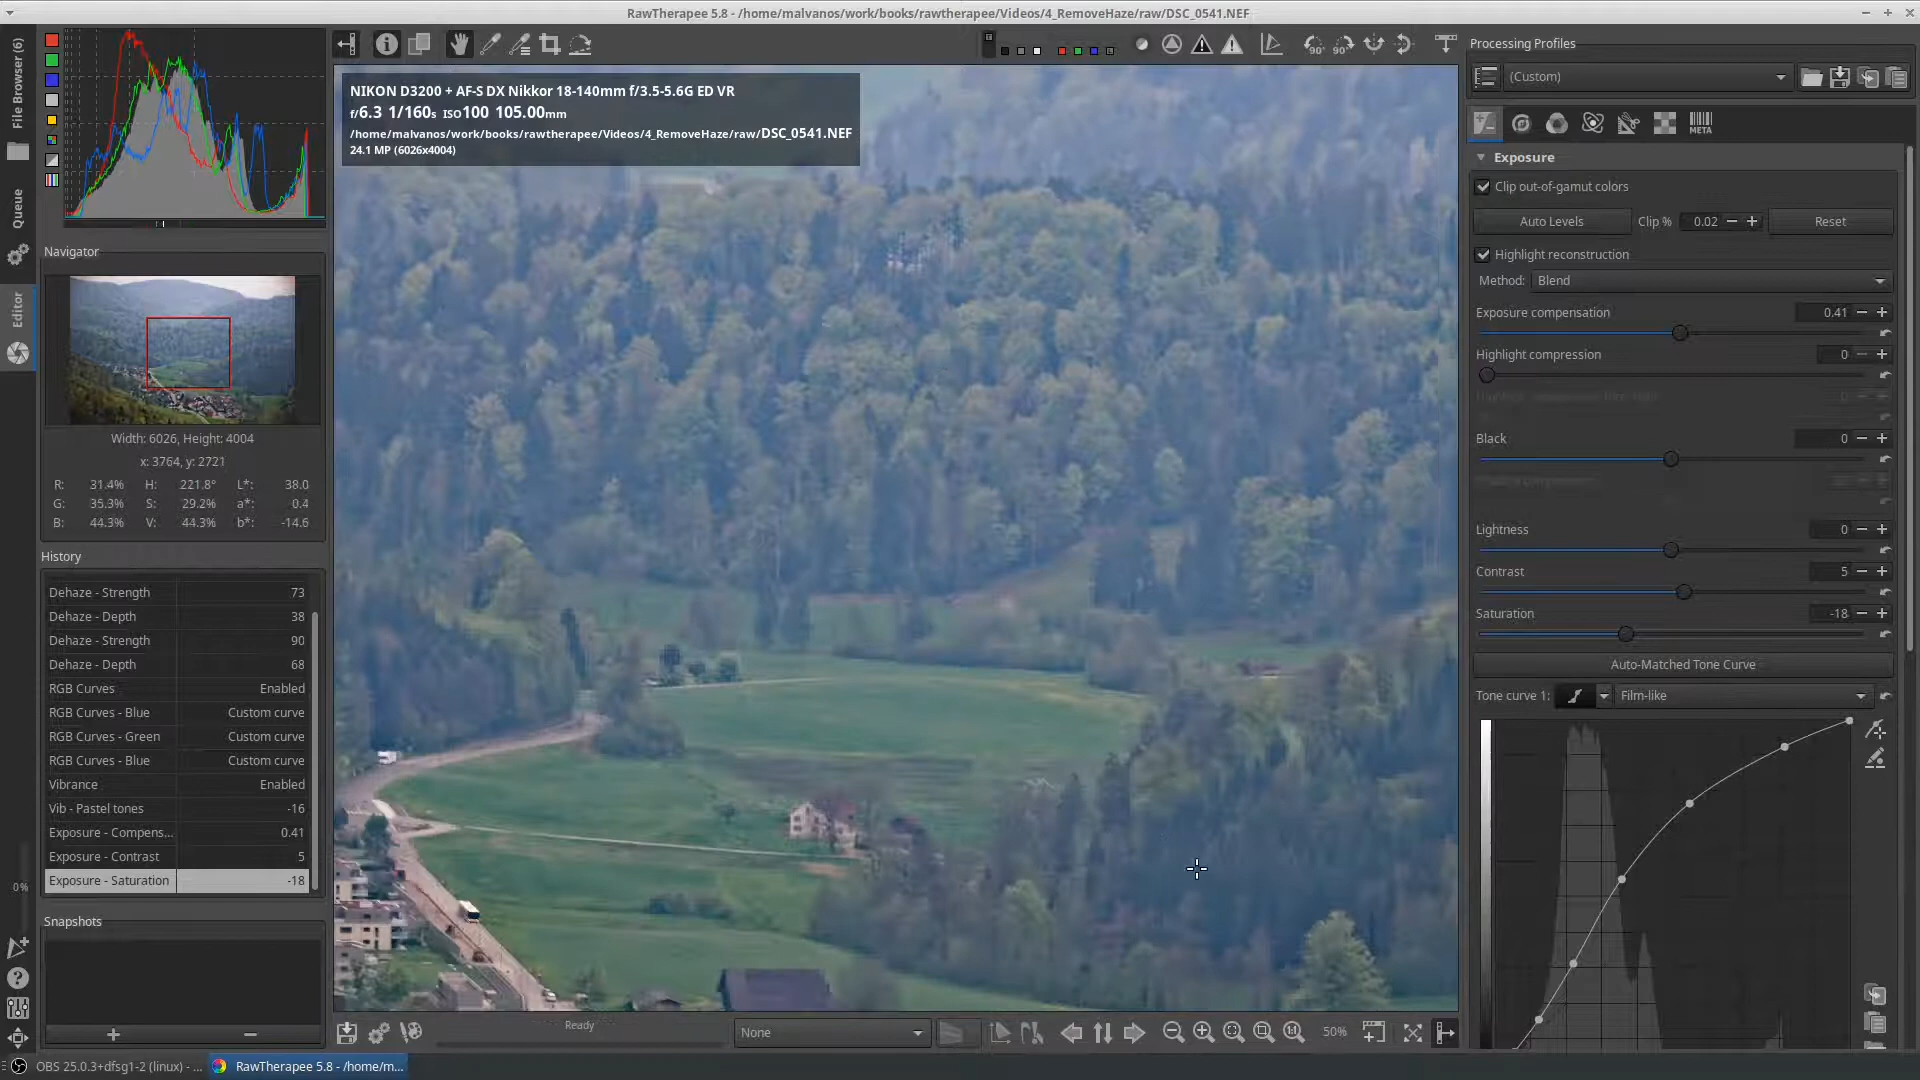 RawTherapee 5.8 - /home/malvanos/work/books/rawtherapee/Videos/4_RemoveHaze/raw/DSC_0541.NEF
File Browser (6)
Queue
Editor
0%
Navigator
Width: 6026, Height: 4004
x: 3764, y: 2721
R: 31.4% H: 221.8° L*: 38.0
G: 35.3% S: 29.2% a*: 0.4
B: 44.3% V: 44.3% b*: -14.6
History
Dehaze - Strength 73
Dehaze - Depth 38
Dehaze - Strength 90
Dehaze - Depth 68
RGB Curves Enabled
RGB Curves - Blue Custom curve
RGB Curves - Green Custom curve
RGB Curves - Blue Custom curve
Vibrance Enabled
Vib - Pastel tones -16
Exposure - Compens... 0.41
Exposure - Contrast 5
Exposure - Saturation -18
Snapshots
NIKON D3200 + AF-S DX Nikkor 18-140mm f/3.5-5.6G ED VR
f/6.3 1/160s ISO100 105.00mm
/home/malvanos/work/books/rawtherapee/Videos/4_RemoveHaze/raw/DSC_0541.NEF
24.1 MP (6026x4004)
90° 90°
Ready
None
1:1
50%
Processing Profiles
(Custom)
META
Exposure
Clip out-of-gamut colors
Auto Levels Clip % 0.02 Reset
Highlight reconstruction
Method: Blend
Exposure compensation 0.41
Highlight compression 0
Black 0
Lightness 0
Contrast 5
Saturation -18
Auto-Matched Tone Curve
Tone curve 1: Film-like
OBS 25.0.3+dfsg1-2 (linux) - ...
RawTherapee 5.8 - /home/m...